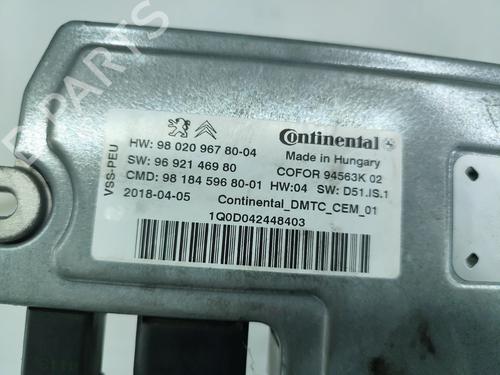 Continental
HW: 98 020 967 80-04
Made in Hungary
SW: 96 921 469 80
COFOR 94563K 02
CMD: 98 184 596 80-01 HW:04 SW: D51.IS.1
2018-04-05 Continental_DMTC_CEM_01
1Q0D042448403
VSS-PEU
B-PARTS